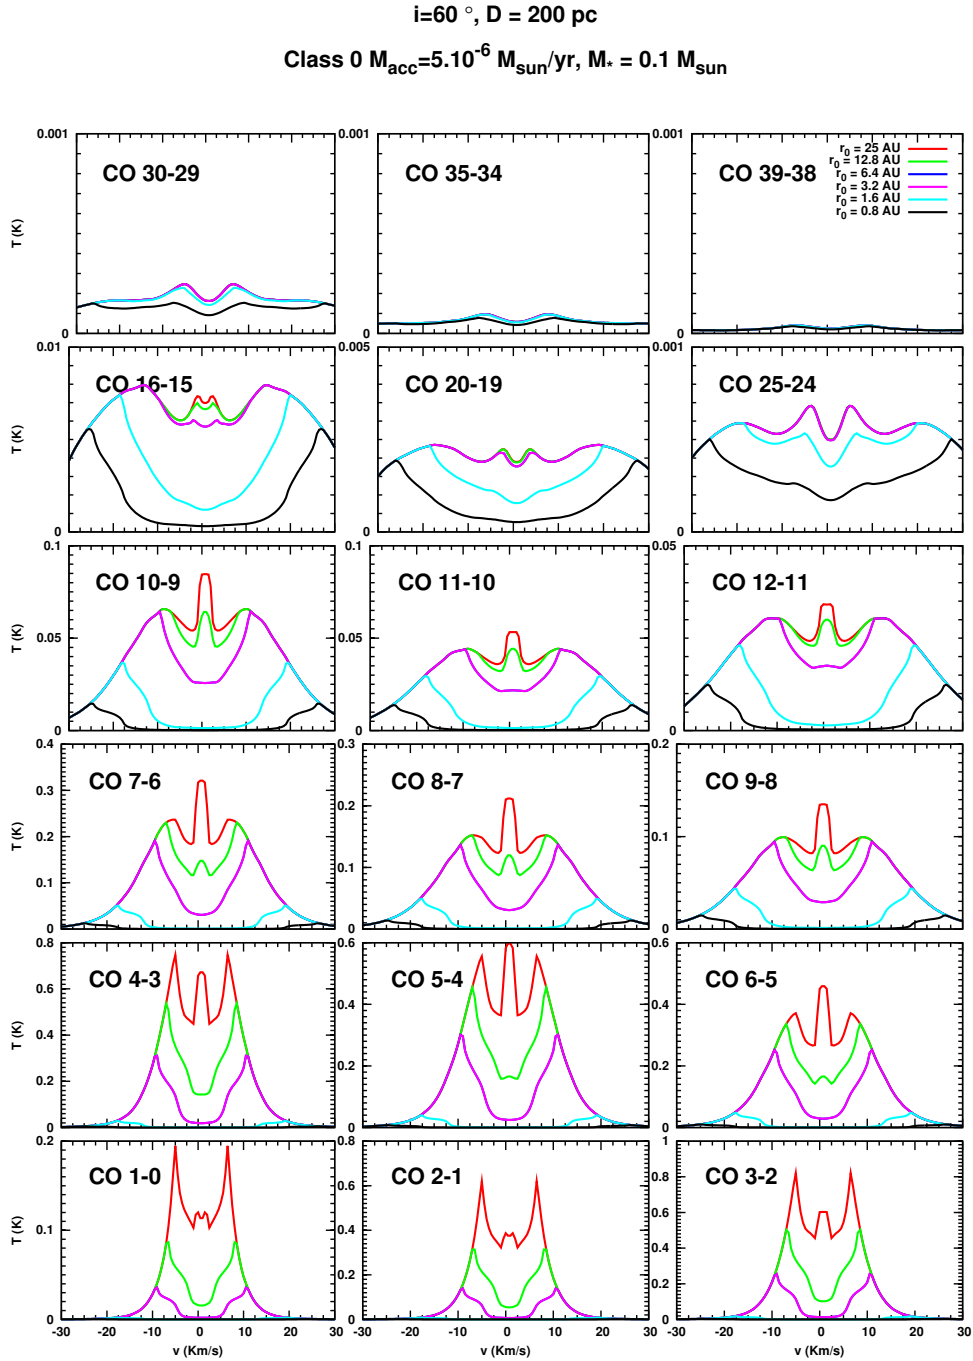 i=60 °, D = 200 pc
Class 0 M_acc=5.10^-6 M_sun/yr, M_* = 0.1 M_sun
0.001 0.001 0.001
CO 30-29 CO 35-34 CO 39-38
r_0 = 25 AU
r_0 = 12.8 AU
r_0 = 6.4 AU
r_0 = 3.2 AU
r_0 = 1.6 AU
r_0 = 0.8 AU
T (K)
0 0 0
0.01 0.005 0.001
CO 16-15 CO 20-19 CO 25-24
T (K)
0 0 0
0.1 0.1 0.05
CO 10-9 CO 11-10 CO 12-11
T (K)
0.05 0.05
0 0 0
0.4 0.3 0.2
CO 7-6 CO 8-7 CO 9-8
0.3
0.2
T (K)
0.2 0.1
0.1
0.1
0 0 0
0.8 0.6 0.6
CO 4-3 CO 5-4 CO 6-5
0.6
0.4 0.4
T (K)
0.4
0.2 0.2
0.2
0 0 0
0.2 0.8 1
CO 1-0 CO 2-1 CO 3-2
0.8
0.6
0.6
T (K)
0.1 0.4
0.4
0.2 0.2
0 0 0
-30 -20 -10 0 10 20 30 -30 -20 -10 0 10 20 30 -30 -20 -10 0 10 20 30
v (Km/s) v (Km/s) v (Km/s)